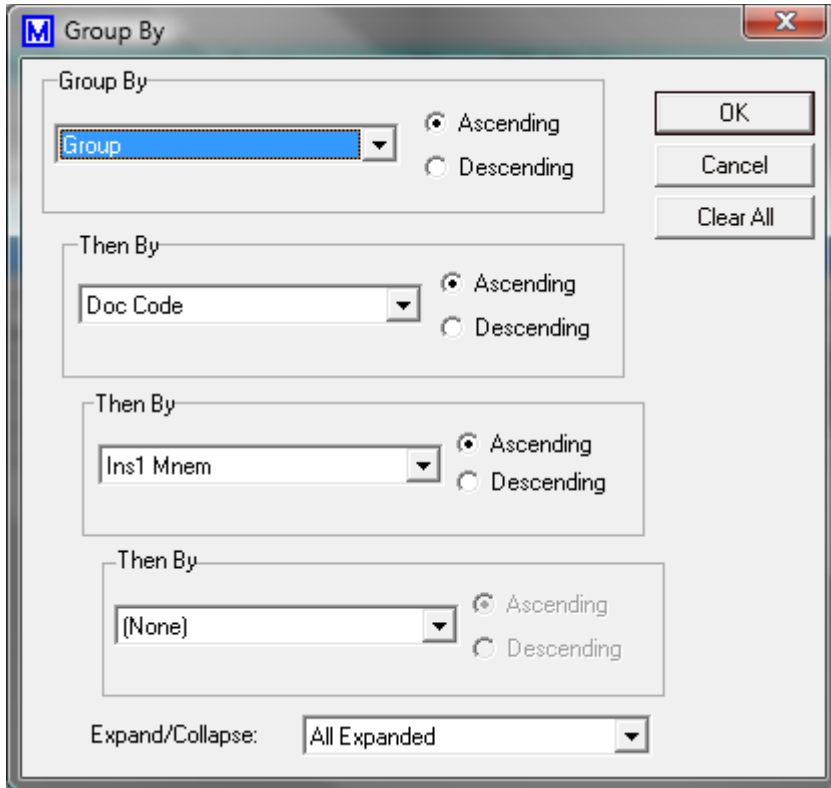 M Group By
Group By
Group
Ascending
Descending
OK
Cancel
Clear All
Then By
Doc Code
Ascending
Descending
Then By
Ins1 Mnem
Ascending
Descending
Then By
(None)
Ascending
Descending
Expand/Collapse: All Expanded